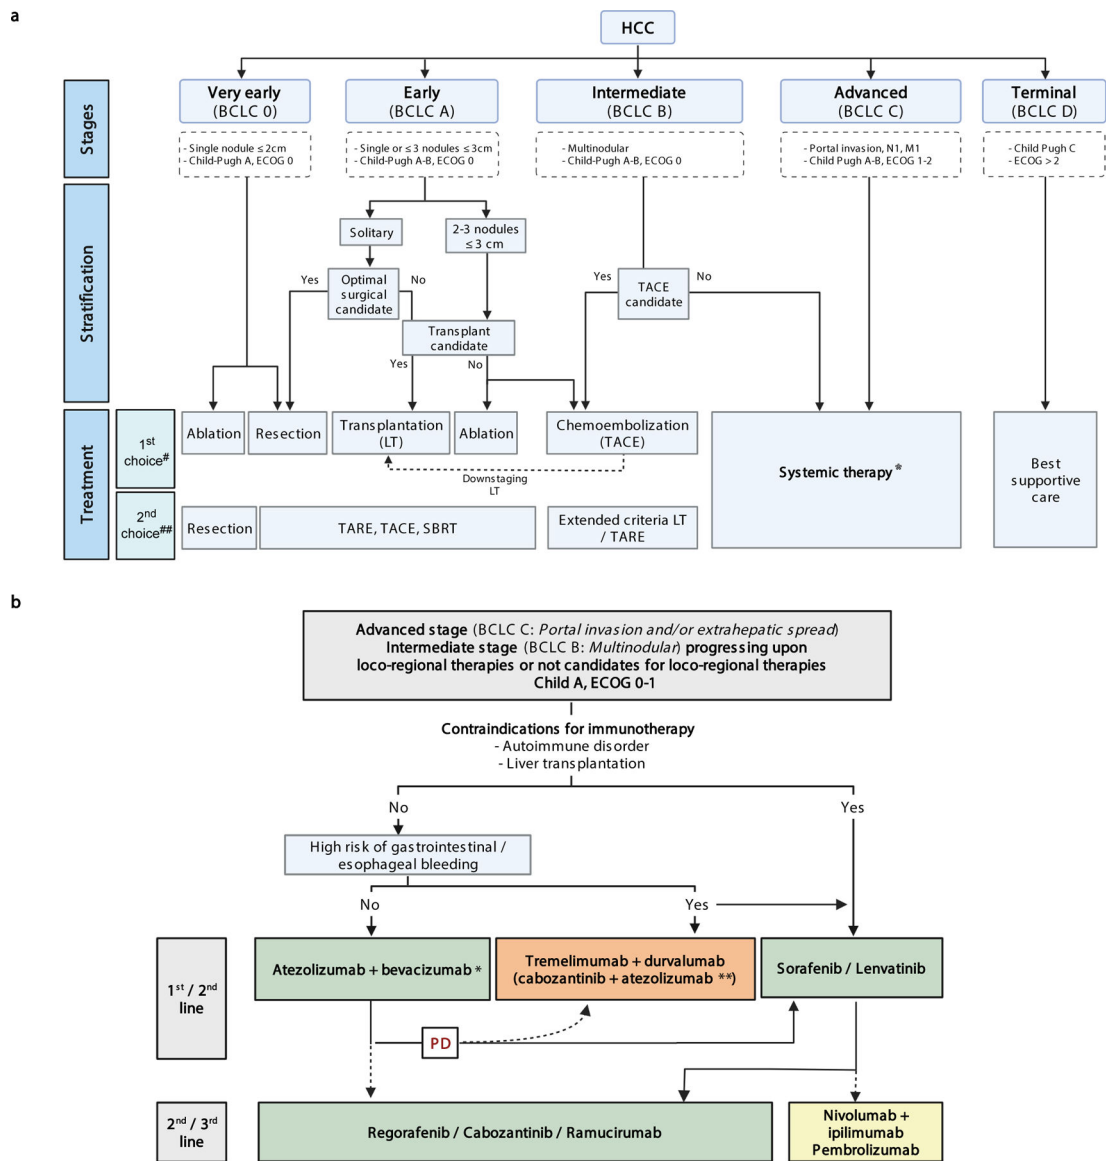 a
HCC
Stages
Very early
(BCLC 0)
Early
(BCLC A)
Intermediate
(BCLC B)
Advanced
(BCLC C)
Terminal
(BCLC D)
- Single nodule ≤ 2cm
- Child-Pugh A, ECOG 0
- Single or ≤ 3 nodules ≤ 3cm
- Child-Pugh A-B, ECOG 0
- Multinodular
- Child-Pugh A-B, ECOG 0
- Portal invasion, N1, M1
- Child Pugh A-B, ECOG 1-2
- Child Pugh C
- ECOG > 2
Stratification
Solitary
2-3 nodules
≤ 3 cm
Yes
Optimal
surgical
candidate
No
Yes
TACE
candidate
No
Transplant
candidate
Yes
No
Treatment
1st
choice#
Ablation
Resection
Transplantation
(LT)
Ablation
Chemoembolization
(TACE)
Downstaging
LT
Systemic therapy*
Best
supportive
care
2nd
choice##
Resection
TARE, TACE, SBRT
Extended criteria LT
/ TARE
b
Advanced stage (BCLC C: Portal invasion and/or extrahepatic spread)
Intermediate stage (BCLC B: Multinodular) progressing upon
loco-regional therapies or not candidates for loco-regional therapies
Child A, ECOG 0-1
Contraindications for immunotherapy
- Autoimmune disorder
- Liver transplantation
No
Yes
High risk of gastrointestinal /
esophageal bleeding
No
Yes
1st / 2nd
line
Atezolizumab + bevacizumab *
Tremelimumab + durvalumab
(cabozantinib + atezolizumab **)
Sorafenib / Lenvatinib
PD
2nd / 3rd
line
Regorafenib / Cabozantinib / Ramucirumab
Nivolumab +
ipilimumab
Pembrolizumab